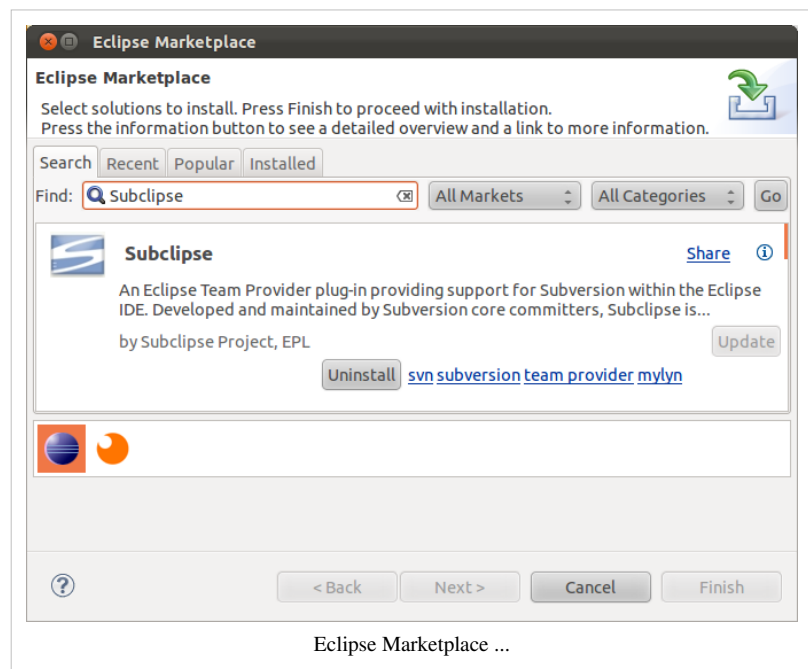 Eclipse Marketplace
Eclipse Marketplace
Select solutions to install. Press Finish to proceed with installation.
Press the information button to see a detailed overview and a link to more information.
Search Recent Popular Installed
Find: Subclipse All Markets All Categories Go
Subclipse Share
An Eclipse Team Provider plug-in providing support for Subversion within the Eclipse
IDE. Developed and maintained by Subversion core committers, Subclipse is...
by Subclipse Project, EPL Update
Uninstall svn subversion team provider mylyn
< Back Next > Cancel Finish
Eclipse Marketplace ...